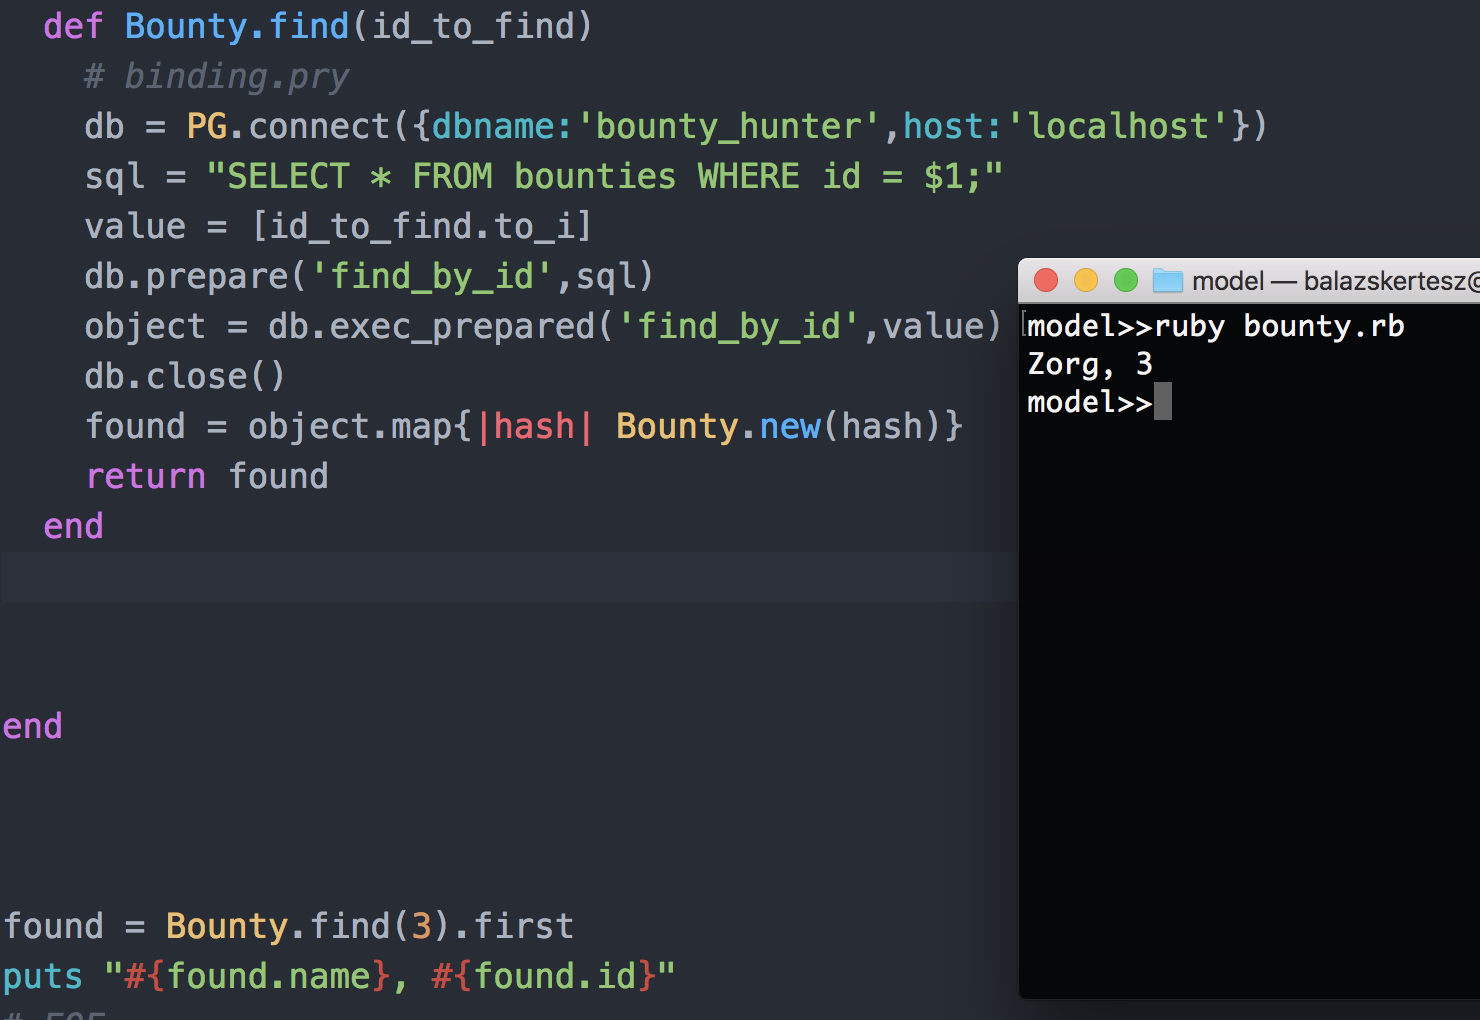 def Bounty.find(id_to_find)
# binding.pry
db = PG.connect({dbname:'bounty_hunter',host:'localhost'})
sql = "SELECT * FROM bounties WHERE id = $1;"
value = [id_to_find.to_i]
db.prepare('find_by_id',sql)
object = db.exec_prepared('find_by_id',value)
db.close()
found = object.map{|hash| Bounty.new(hash)}
return found
end
end
found = Bounty.find(3).first
puts "#{found.name}, #{found.id}"
model — balazskertesz@
model>>ruby bounty.rb
Zorg, 3
model>>